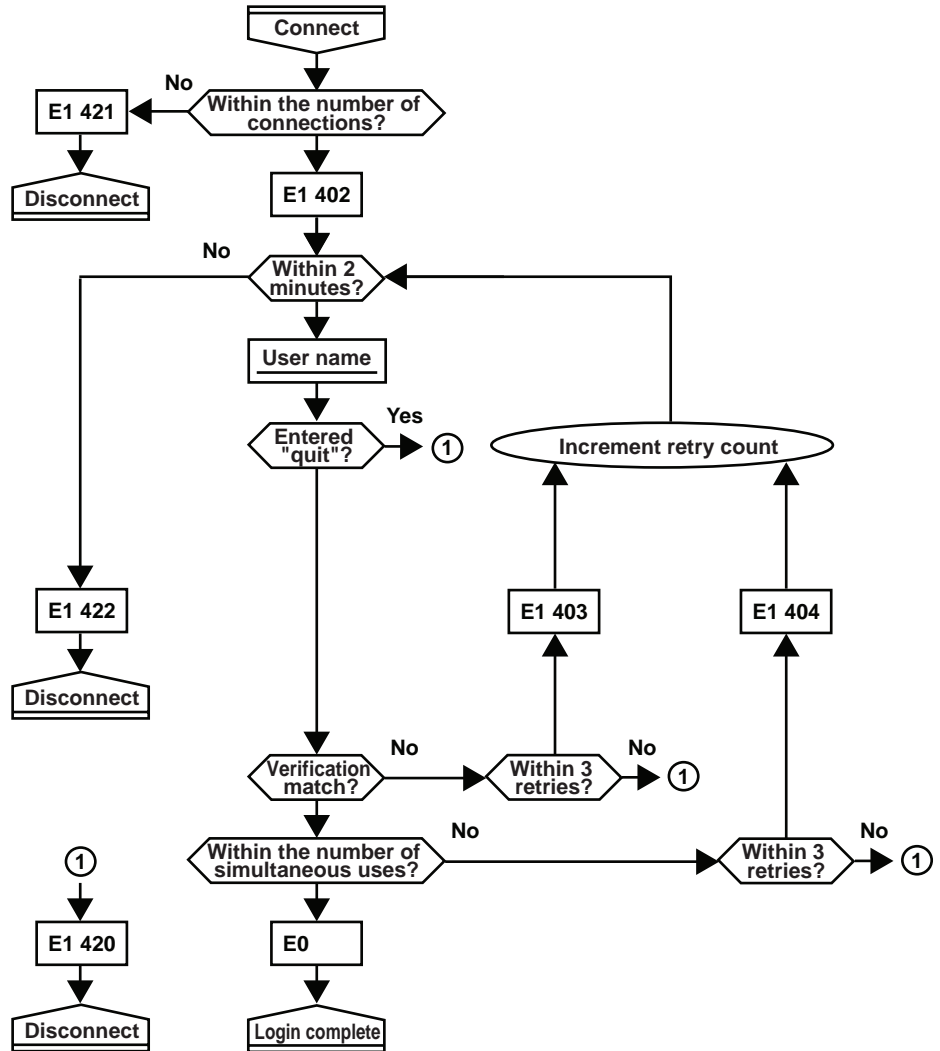 Connect
No
Within the number of
connections?
E1 421
Disconnect
E1 402
No
Within 2
minutes?
User name
Yes
Entered
"quit"?
1
Increment retry count
E1 422
E1 403
E1 404
Disconnect
No
No
Verification
match?
Within 3
retries?
1
No
No
Within the number of
simultaneous uses?
Within 3
retries?
1
1
E1 420
E0
Disconnect
Login complete